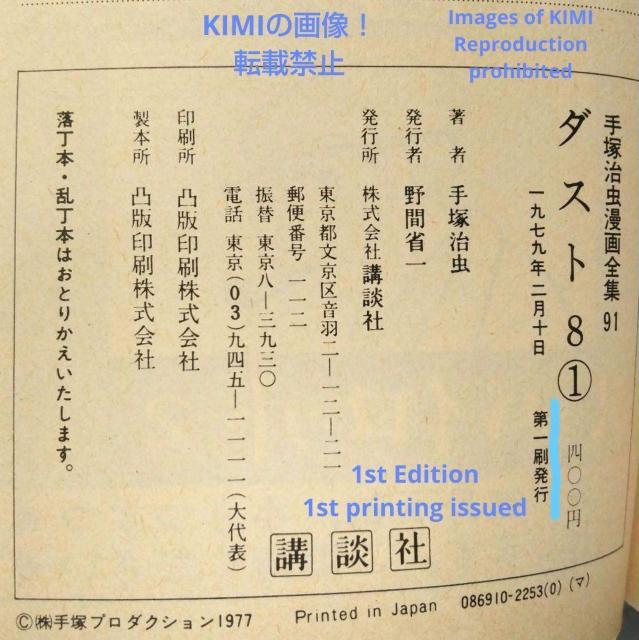 KIMIの画像！
転載禁止
Images of KIMI
Reproduction
prohibited
手塚治虫漫画全集 91
ダスト8① 四〇〇円
一九七九年二月十日 第一刷発行
著 者 手塚治虫
発行者 野間省一
発行所 株式会社講談社
東京都文京区音羽二—一二—二一
郵便番号 一一二
振替 東京八—三九三〇
電話 東京(03)九四五—一一一一(大代表)
印刷所 凸版印刷株式会社
製本所 凸版印刷株式会社
落丁本・乱丁本はおとりかえいたします。
1st Edition
1st printing issued
講談社
©㈱手塚プロダクション1977
Printed in Japan
086910-2253(0) (マ)